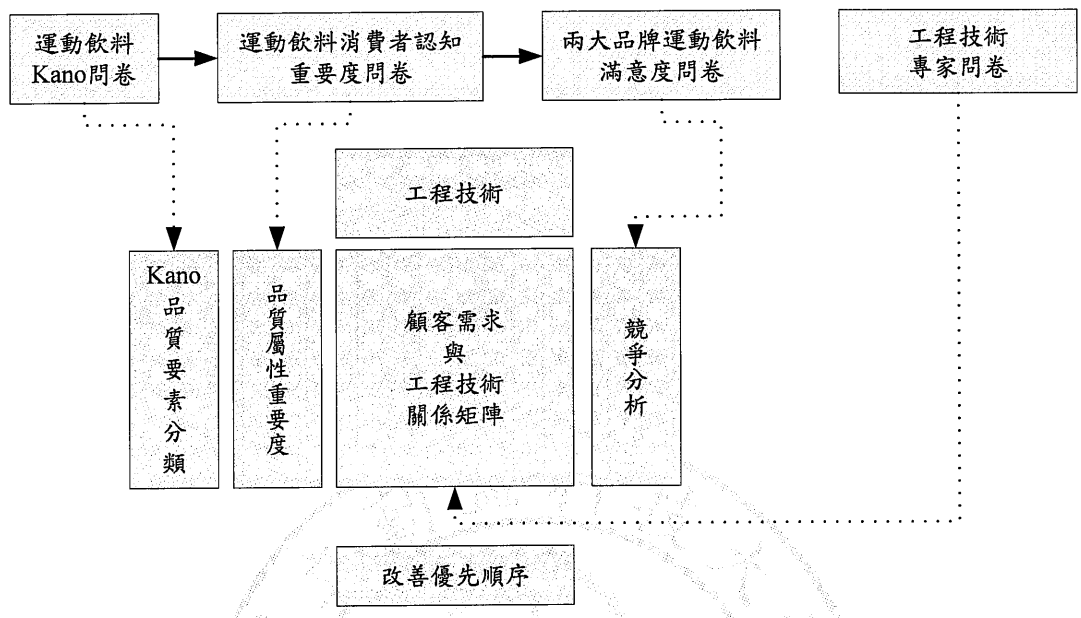 運動飲料
Kano問卷
運動飲料消費者認知
重要度問卷
兩大品牌運動飲料
滿意度問卷
工程技術
專家問卷
工程技術
Kano
品質要素分類
品質屬性重要度
顧客需求
與
工程技術
關係矩陣
競爭分析
改善優先順序